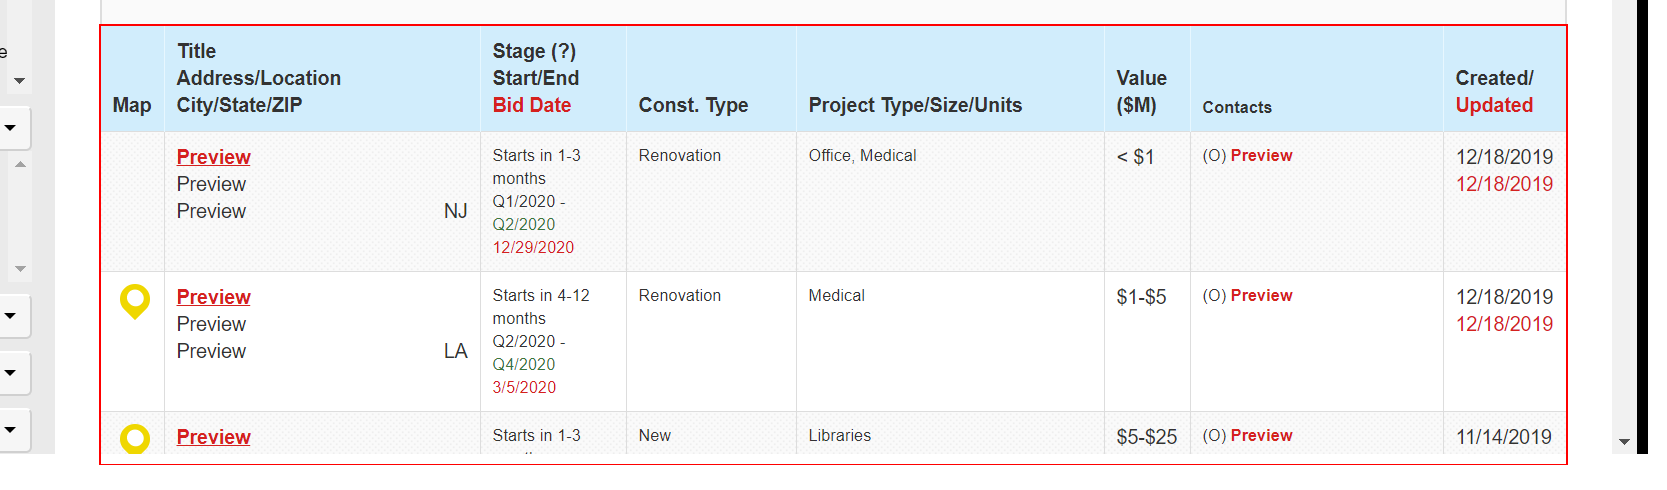 e
Map
Title
Address/Location
City/State/ZIP
Stage (?)
Start/End
Bid Date
Const. Type
Project Type/Size/Units
Value
($M)
Contacts
Created/
Updated
Preview
Preview
Preview NJ
Starts in 1-3
months
Q1/2020 -
Q2/2020
12/29/2020
Renovation
Office, Medical
< $1
(O) Preview
12/18/2019
12/18/2019
Preview
Preview
Preview LA
Starts in 4-12
months
Q2/2020 -
Q4/2020
3/5/2020
Renovation
Medical
$1-$5
(O) Preview
12/18/2019
12/18/2019
Preview
Starts in 1-3
New
Libraries
$5-$25
(O) Preview
11/14/2019